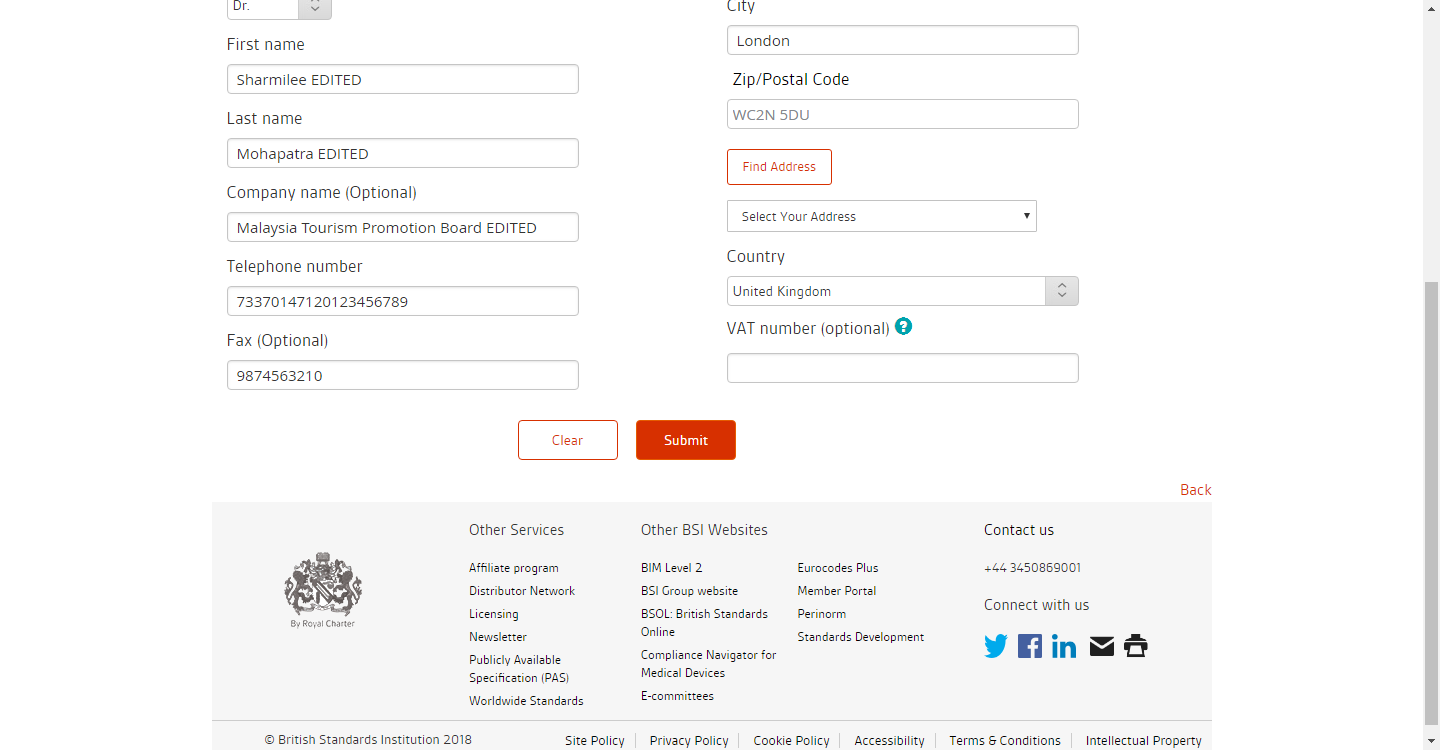 Dr.
First name
Sharmilee EDITED
Last name
Mohapatra EDITED
Company name (Optional)
Malaysia Tourism Promotion Board EDITED
Telephone number
73370147120123456789
Fax (Optional)
9874563210
City
London
Zip/Postal Code
WC2N 5DU
Find Address
Select Your Address
Country
United Kingdom
VAT number (optional) ?
Clear
Submit
Back
By Royal Charter
Other Services
Affiliate program
Distributor Network
Licensing
Newsletter
Publicly Available
Specification (PAS)
Worldwide Standards
Other BSI Websites
BIM Level 2
BSI Group website
BSOL: British Standards
Online
Compliance Navigator for
Medical Devices
E-committees
Eurocodes Plus
Member Portal
Perinorm
Standards Development
Contact us
+44 3450869001
Connect with us
© British Standards Institution 2018
Site Policy
Privacy Policy
Cookie Policy
Accessibility
Terms & Conditions
Intellectual Property